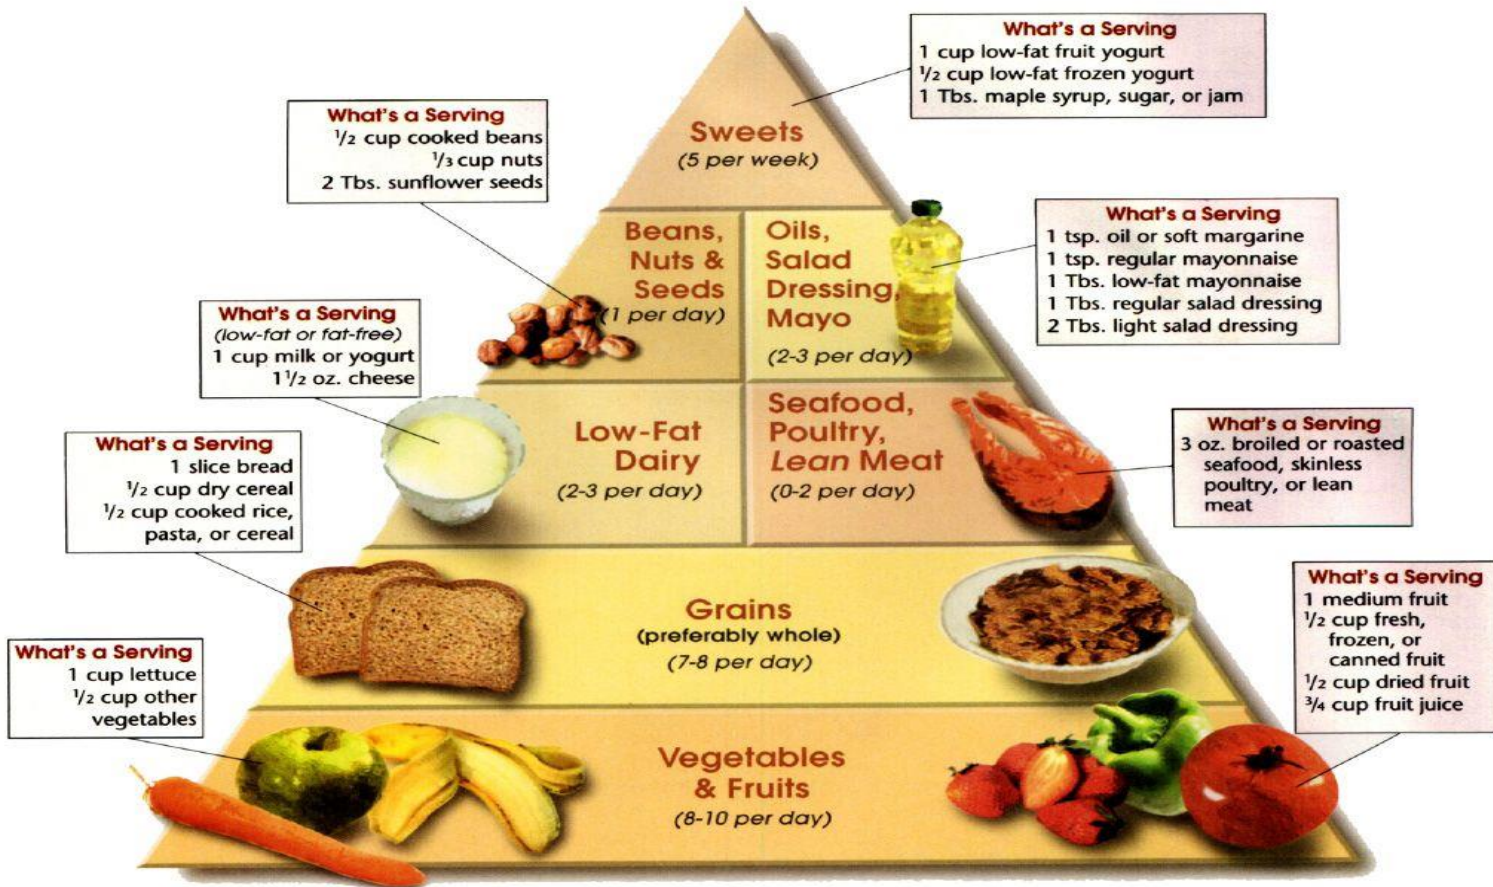 What's a Serving
1 cup low-fat fruit yogurt
1/2 cup low-fat frozen yogurt
1 Tbs. maple syrup, sugar, or jam
Sweets
(5 per week)
What's a Serving
1/2 cup cooked beans
1/3 cup nuts
2 Tbs. sunflower seeds
Beans,
Nuts &
Seeds
(1 per day)
Oils,
Salad
Dressing,
Mayo
(2-3 per day)
What's a Serving
1 tsp. oil or soft margarine
1 tsp. regular mayonnaise
1 Tbs. low-fat mayonnaise
1 Tbs. regular salad dressing
2 Tbs. light salad dressing
What's a Serving
(low-fat or fat-free)
1 cup milk or yogurt
1 1/2 oz. cheese
Low-Fat
Dairy
(2-3 per day)
Seafood,
Poultry,
Lean Meat
(0-2 per day)
What's a Serving
3 oz. broiled or roasted
seafood, skinless
poultry, or lean
meat
What's a Serving
1 slice bread
1/2 cup dry cereal
1/2 cup cooked rice,
pasta, or cereal
Grains
(preferably whole)
(7-8 per day)
What's a Serving
1 cup lettuce
1/2 cup other
vegetables
Vegetables
& Fruits
(8-10 per day)
What's a Serving
1 medium fruit
1/2 cup fresh,
frozen, or
canned fruit
1/2 cup dried fruit
3/4 cup fruit juice